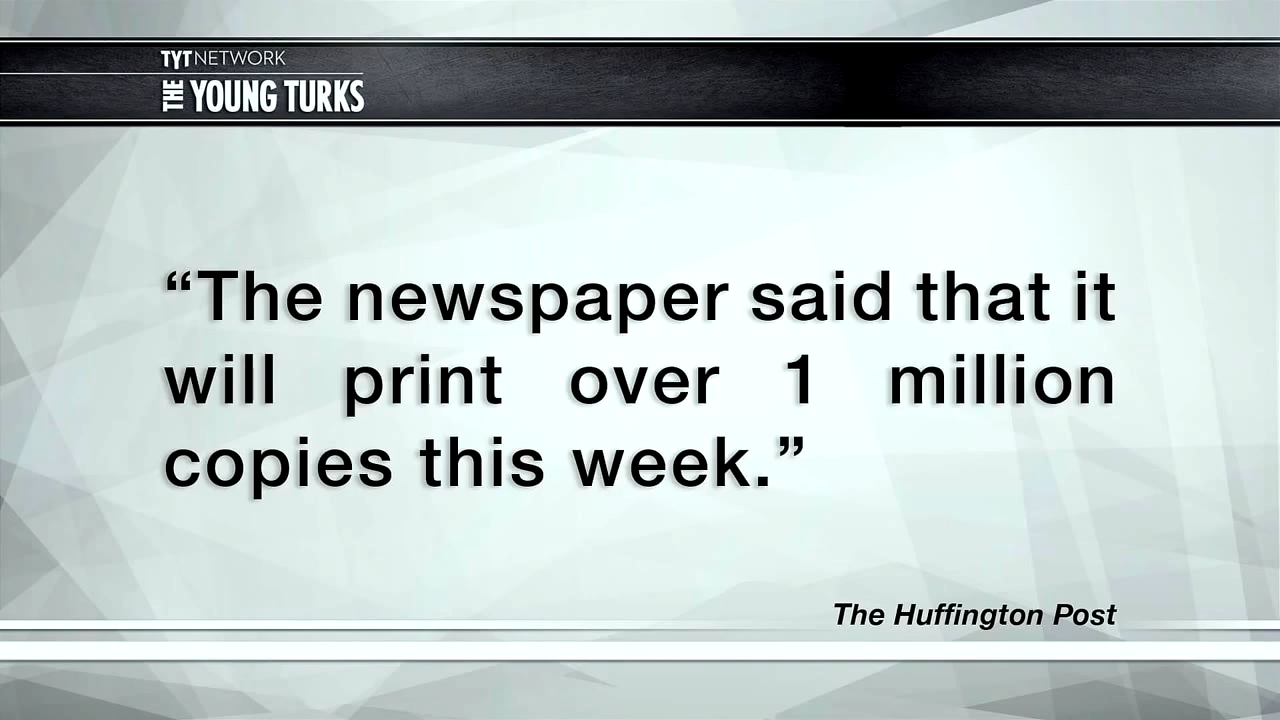 TYT NETWORK
THE YOUNG TURKS
“The newspaper said that it
will print over 1 million
copies this week.”
The Huffington Post